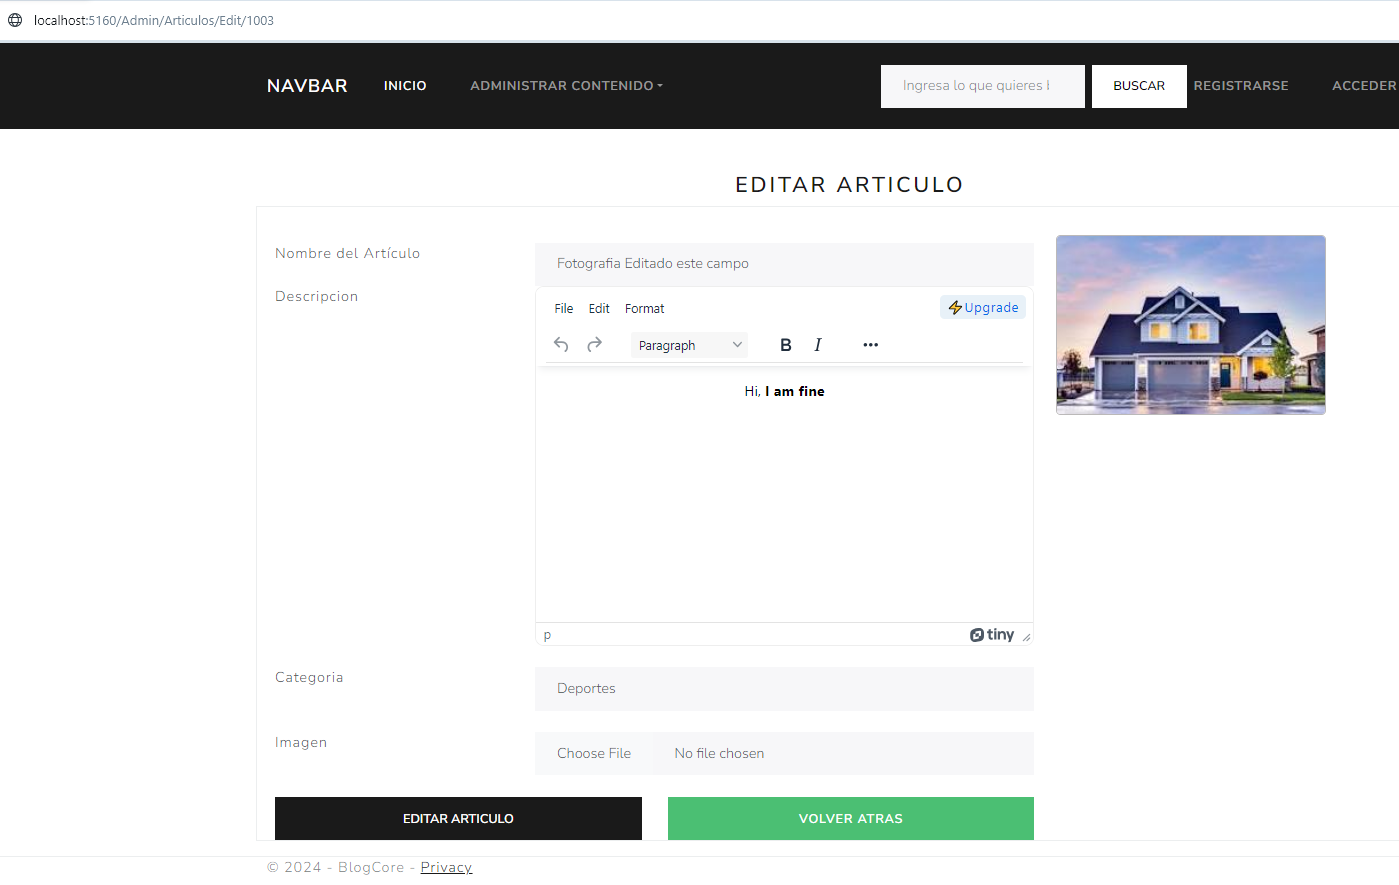 localhost:5160/Admin/Articulos/Edit/1003
NAVBAR INICIO ADMINISTRAR CONTENIDO Ingresa lo que quieres b BUSCAR REGISTRARSE ACCEDER
EDITAR ARTICULO
Nombre del Artículo Fotografia Editado este campo
Descripcion
File Edit Format Upgrade
Paragraph B I
Hi, I am fine
p tiny
Categoria Deportes
Imagen Choose File No file chosen
EDITAR ARTICULO VOLVER ATRAS
© 2024 - BlogCore - Privacy